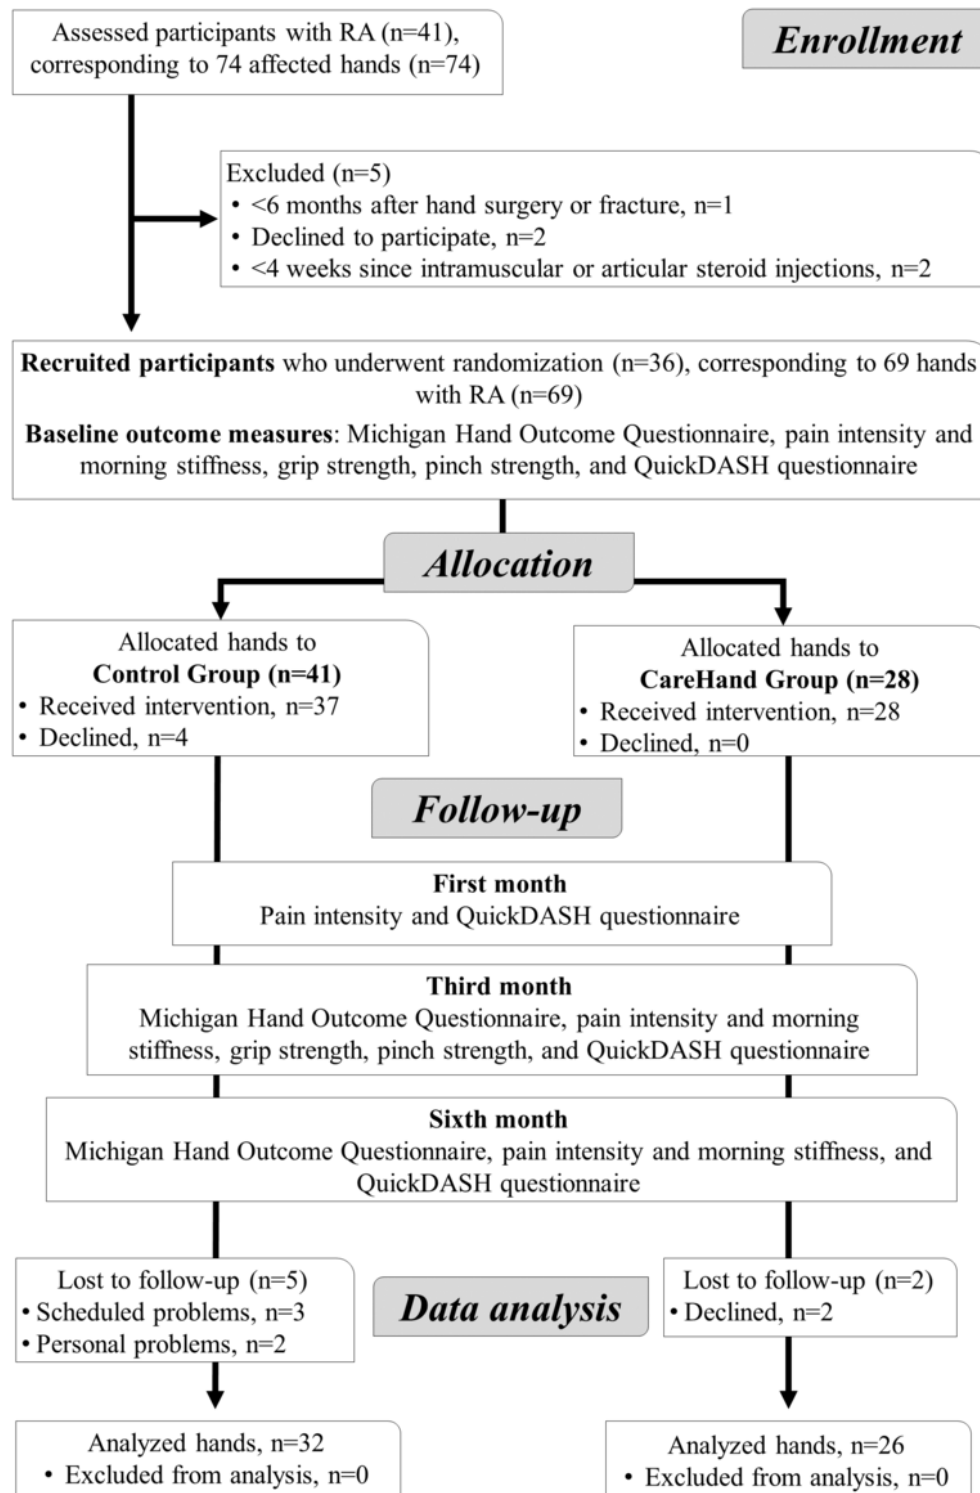 Assessed participants with RA (n=41),
corresponding to 74 affected hands (n=74)
Enrollment
Excluded (n=5)
• <6 months after hand surgery or fracture, n=1
• Declined to participate, n=2
• <4 weeks since intramuscular or articular steroid injections, n=2
Recruited participants who underwent randomization (n=36), corresponding to 69 hands
with RA (n=69)
Baseline outcome measures: Michigan Hand Outcome Questionnaire, pain intensity and
morning stiffness, grip strength, pinch strength, and QuickDASH questionnaire
Allocation
Allocated hands to
Control Group (n=41)
• Received intervention, n=37
• Declined, n=4
Allocated hands to
CareHand Group (n=28)
• Received intervention, n=28
• Declined, n=0
Follow-up
First month
Pain intensity and QuickDASH questionnaire
Third month
Michigan Hand Outcome Questionnaire, pain intensity and morning
stiffness, grip strength, pinch strength, and QuickDASH questionnaire
Sixth month
Michigan Hand Outcome Questionnaire, pain intensity and morning stiffness, and
QuickDASH questionnaire
Lost to follow-up (n=5)
• Scheduled problems, n=3
• Personal problems, n=2
Data analysis
Lost to follow-up (n=2)
• Declined, n=2
Analyzed hands, n=32
• Excluded from analysis, n=0
Analyzed hands, n=26
• Excluded from analysis, n=0